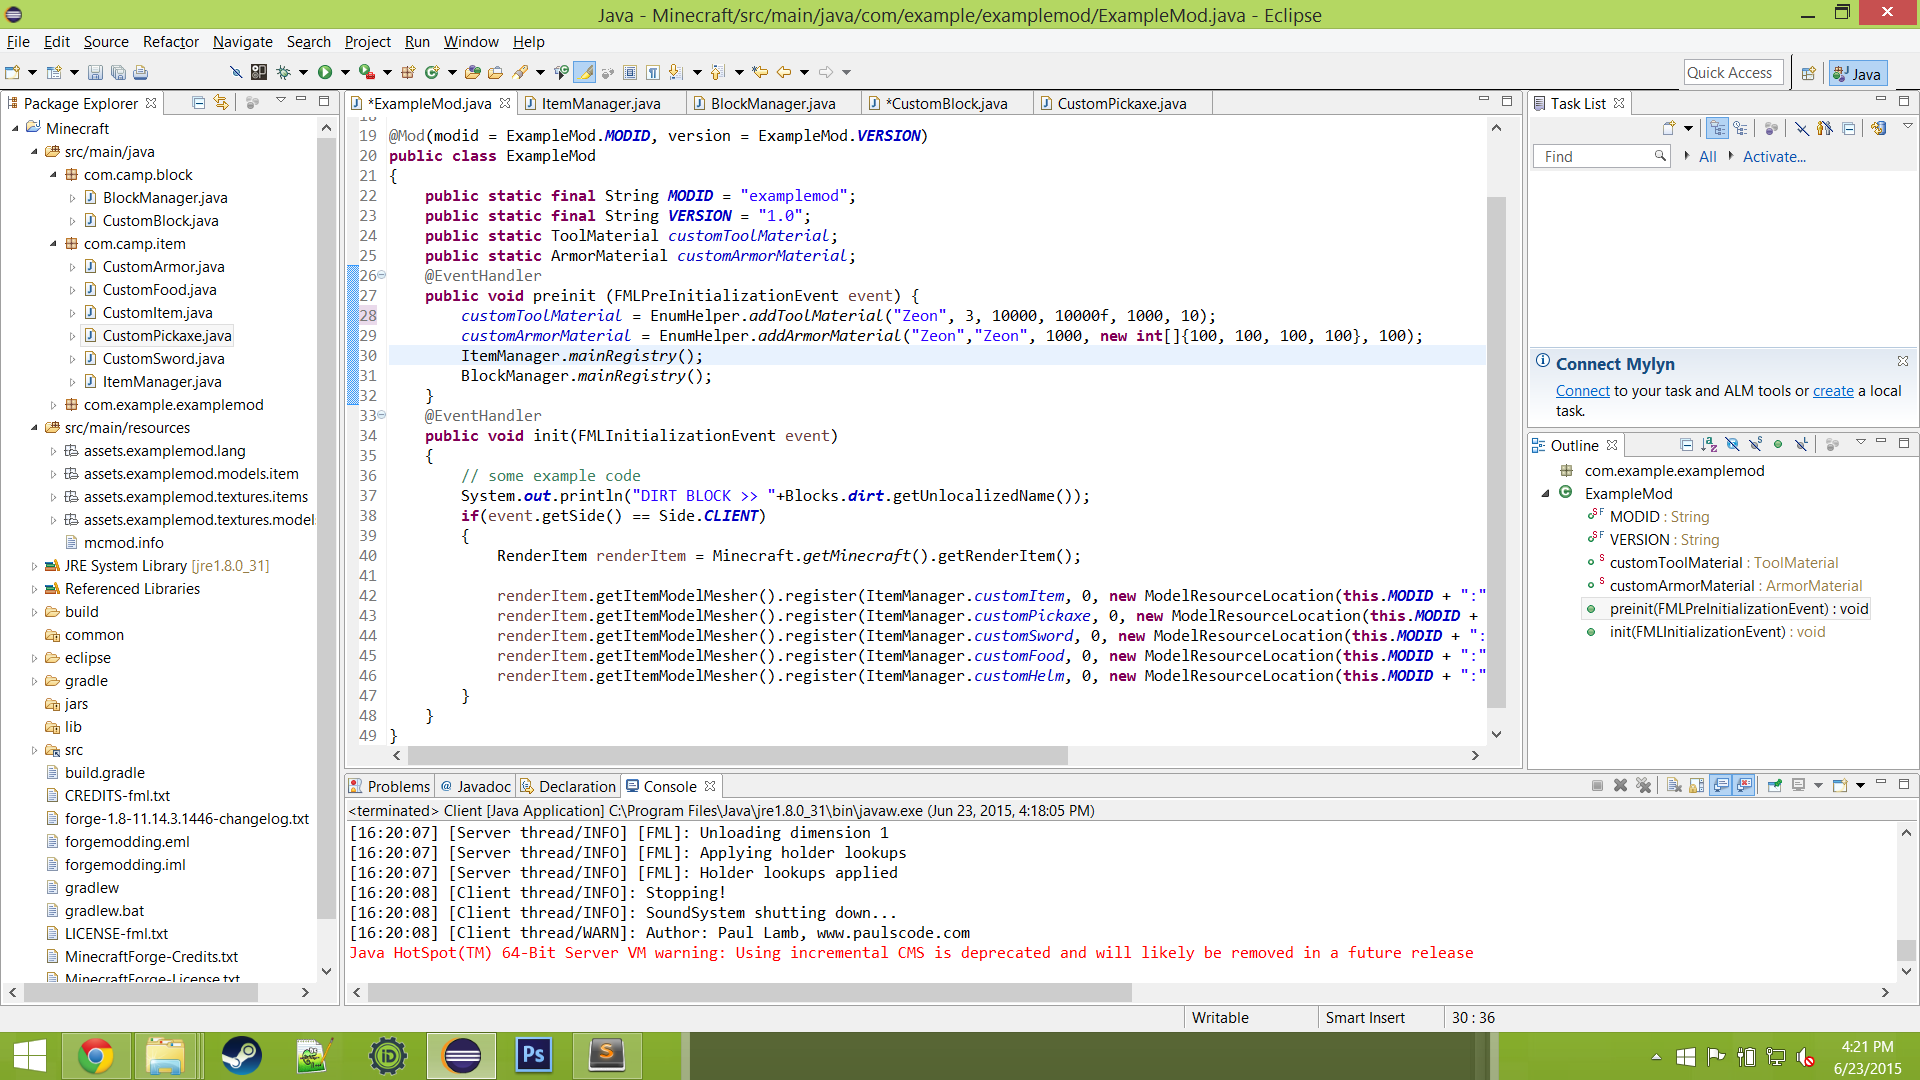 Java - Minecraft/src/main/java/com/example/examplemod/ExampleMod.java - Eclipse
File Edit Source Refactor Navigate Search Project Run Window Help
Quick Access
Java
Package Explorer
Minecraft
src/main/java
com.camp.block
BlockManager.java
CustomBlock.java
com.camp.item
CustomArmor.java
CustomFood.java
CustomItem.java
CustomPickaxe.java
CustomSword.java
ItemManager.java
com.example.examplemod
src/main/resources
assets.examplemod.lang
assets.examplemod.models.item
assets.examplemod.textures.items
assets.examplemod.textures.model
mcmod.info
JRE System Library [jre1.8.0_31]
Referenced Libraries
build
common
eclipse
gradle
jars
lib
src
build.gradle
CREDITS-fml.txt
forge-1.8-11.14.3.1446-changelog.txt
forgemodding.eml
forgemodding.iml
gradlew
gradlew.bat
LICENSE-fml.txt
MinecraftForge-Credits.txt
MinecraftForge-License.txt
*ExampleMod.java ItemManager.java BlockManager.java *CustomBlock.java CustomPickaxe.java
18
19 @Mod(modid = ExampleMod.MODID, version = ExampleMod.VERSION)
20 public class ExampleMod
21 {
22 public static final String MODID = "examplemod";
23 public static final String VERSION = "1.0";
24 public static ToolMaterial customToolMaterial;
25 public static ArmorMaterial customArmorMaterial;
26 @EventHandler
27 public void preinit (FMLPreInitializationEvent event) {
28 customToolMaterial = EnumHelper.addToolMaterial("Zeon", 3, 10000, 10000f, 1000, 10);
29 customArmorMaterial = EnumHelper.addArmorMaterial("Zeon","Zeon", 1000, new int[]{100, 100, 100, 100}, 100);
30 ItemManager.mainRegistry();
31 BlockManager.mainRegistry();
32 }
33 @EventHandler
34 public void init(FMLInitializationEvent event)
35 {
36 // some example code
37 System.out.println("DIRT BLOCK >> "+Blocks.dirt.getUnlocalizedName());
38 if(event.getSide() == Side.CLIENT)
39 {
40 RenderItem renderItem = Minecraft.getMinecraft().getRenderItem();
41
42 renderItem.getItemModelMesher().register(ItemManager.customItem, 0, new ModelResourceLocation(this.MODID + ":"
43 renderItem.getItemModelMesher().register(ItemManager.customPickaxe, 0, new ModelResourceLocation(this.MODID +
44 renderItem.getItemModelMesher().register(ItemManager.customSword, 0, new ModelResourceLocation(this.MODID + ":
45 renderItem.getItemModelMesher().register(ItemManager.customFood, 0, new ModelResourceLocation(this.MODID + ":"
46 renderItem.getItemModelMesher().register(ItemManager.customHelm, 0, new ModelResourceLocation(this.MODID + ":"
47 }
48 }
49 }
Task List
Find
All
Activate...
Connect Mylyn
Connect to your task and ALM tools or create a local
task.
Outline
com.example.examplemod
ExampleMod
MODID : String
VERSION : String
customToolMaterial : ToolMaterial
customArmorMaterial : ArmorMaterial
preinit(FMLPreInitializationEvent) : void
init(FMLInitializationEvent) : void
Problems @ Javadoc Declaration Console
<terminated> Client [Java Application] C:\Program Files\Java\jre1.8.0_31\bin\javaw.exe (Jun 23, 2015, 4:18:05 PM)
[16:20:07] [Server thread/INFO] [FML]: Unloading dimension 1
[16:20:07] [Server thread/INFO] [FML]: Applying holder lookups
[16:20:07] [Server thread/INFO] [FML]: Holder lookups applied
[16:20:08] [Client thread/INFO]: Stopping!
[16:20:08] [Client thread/INFO]: SoundSystem shutting down...
[16:20:08] [Client thread/WARN]: Author: Paul Lamb, www.paulscode.com
Java HotSpot(TM) 64-Bit Server VM warning: Using incremental CMS is deprecated and will likely be removed in a future release
Writable
Smart Insert
30 : 36
iD
Ps
S
4:21 PM
6/23/2015